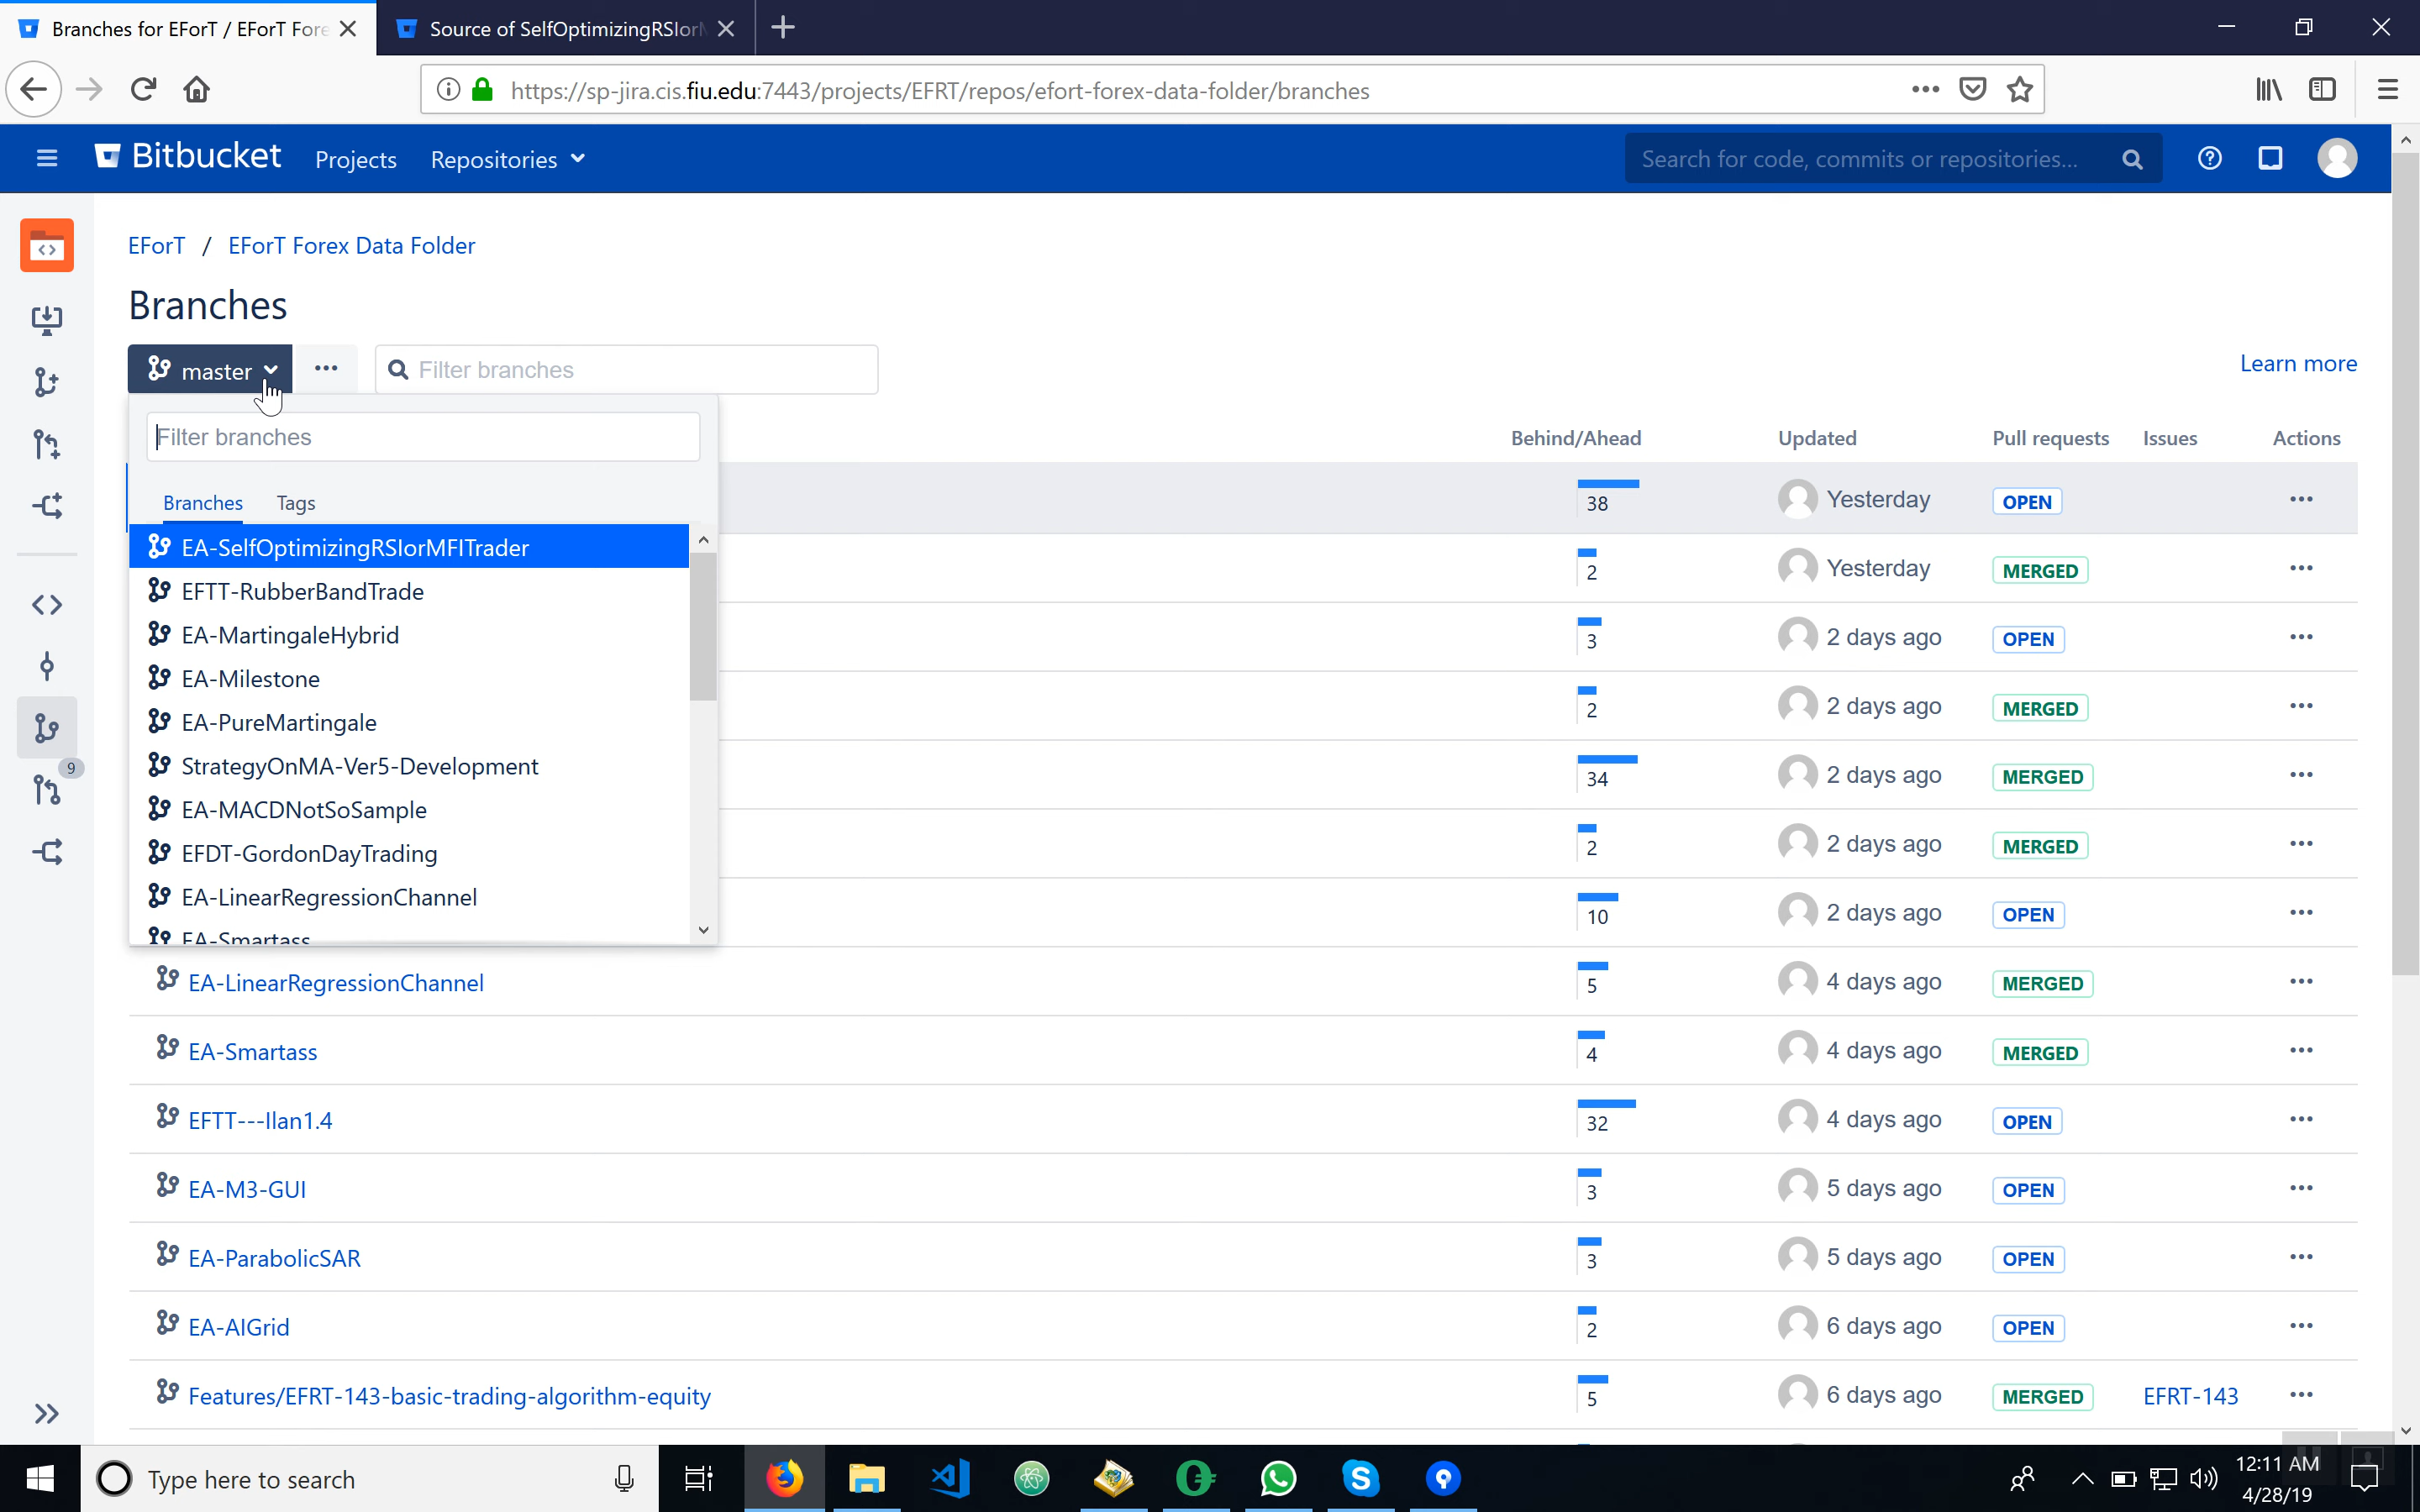 Branches for EForT / EForT Fore
Source of SelfOptimizingRSIorM
https://sp-jira.cis.fiu.edu:7443/projects/EFRT/repos/efort-forex-data-folder/branches
Bitbucket Projects Repositories
Search for code, commits or repositories...
EForT / EForT Forex Data Folder
Branches
master
Filter branches
Learn more
Filter branches
Behind/Ahead Updated Pull requests Issues Actions
Branches Tags
38 Yesterday OPEN
EA-SelfOptimizingRSIorMFITrader
2 Yesterday MERGED
EFTT-RubberBandTrade
EA-MartingaleHybrid
3 2 days ago OPEN
EA-Milestone
2 2 days ago MERGED
EA-PureMartingale
StrategyOnMA-Ver5-Development
34 2 days ago MERGED
EA-MACDNotSoSample
2 2 days ago MERGED
EFDT-GordonDayTrading
EA-LinearRegressionChannel
10 2 days ago OPEN
EA-Smartass
EA-LinearRegressionChannel 5 4 days ago MERGED
EA-Smartass 4 4 days ago MERGED
EFTT---Ilan1.4 32 4 days ago OPEN
EA-M3-GUI 3 5 days ago OPEN
EA-ParabolicSAR 3 5 days ago OPEN
EA-AIGrid 2 6 days ago OPEN
Features/EFRT-143-basic-trading-algorithm-equity 5 6 days ago MERGED EFRT-143
9
Type here to search
12:11 AM
4/28/19